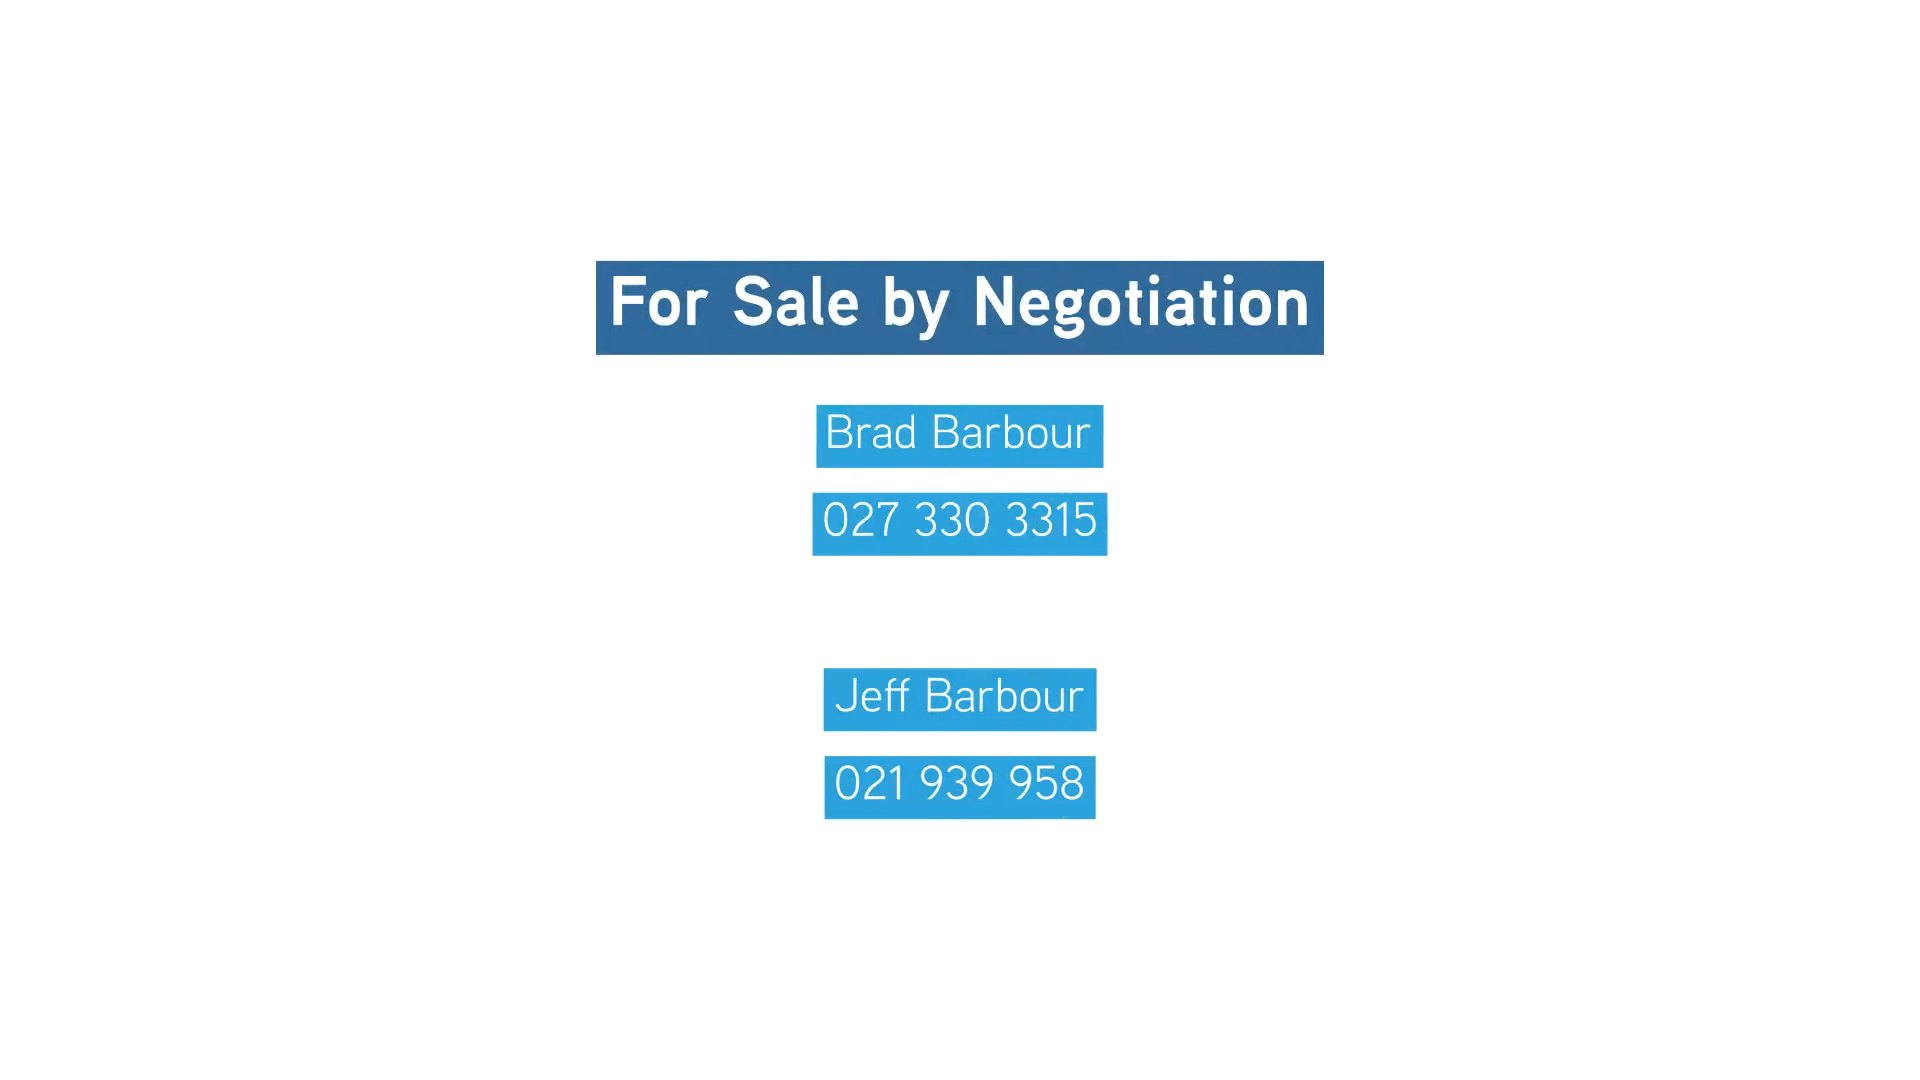 For Sale by Negotiation
Brad Barbour
027 330 3315
Jeff Barbour
021 939 958